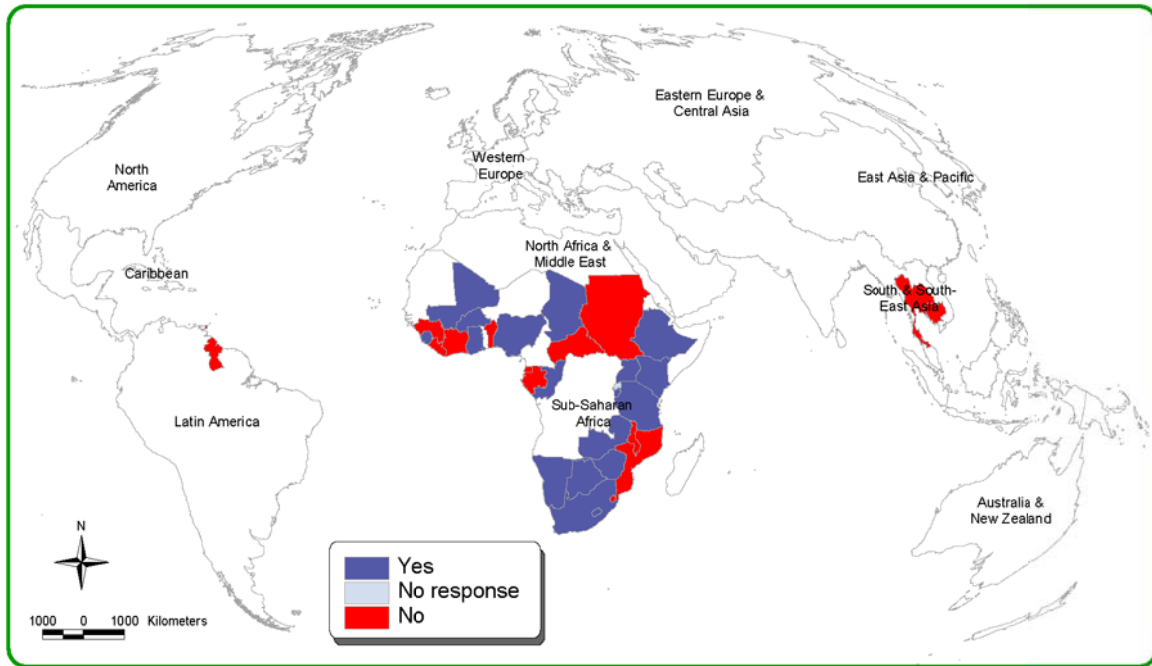 Eastern Europe &
Central Asia
Western
Europe
North
America
East Asia & Pacific
North Africa &
Middle East
Caribbean
South & South-
East Asia
Sub-Saharan
Africa
Latin America
Australia &
New Zealand
N
1000 0 1000 Kilometers
Yes
No response
No